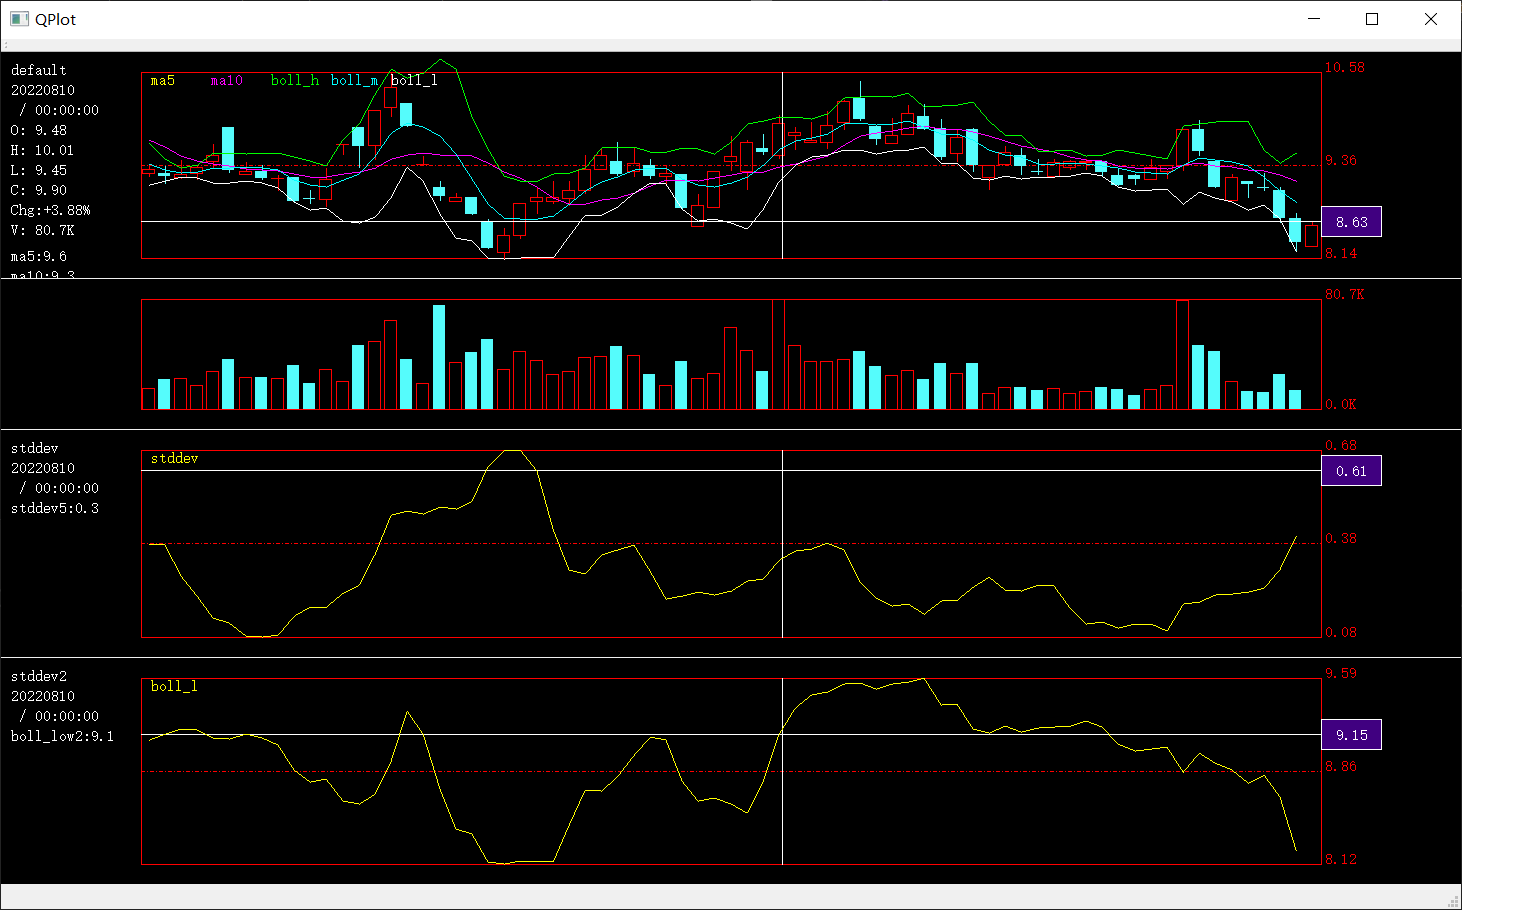 QPlot
default
20220810
/ 00:00:00
O: 9.48
H: 10.01
L: 9.45
C: 9.90
Chg:+3.88%
V: 80.7K
ma5:9.6
ma10:9.3
ma5 ma10 boll_h boll_m boll_l
10.58
9.36
8.63
8.14
80.7K
0.0K
stddev
20220810
/ 00:00:00
stddev5:0.3
stddev
0.68
0.61
0.38
0.08
stddev2
20220810
/ 00:00:00
boll_low2:9.1
boll_l
9.59
9.15
8.86
8.12